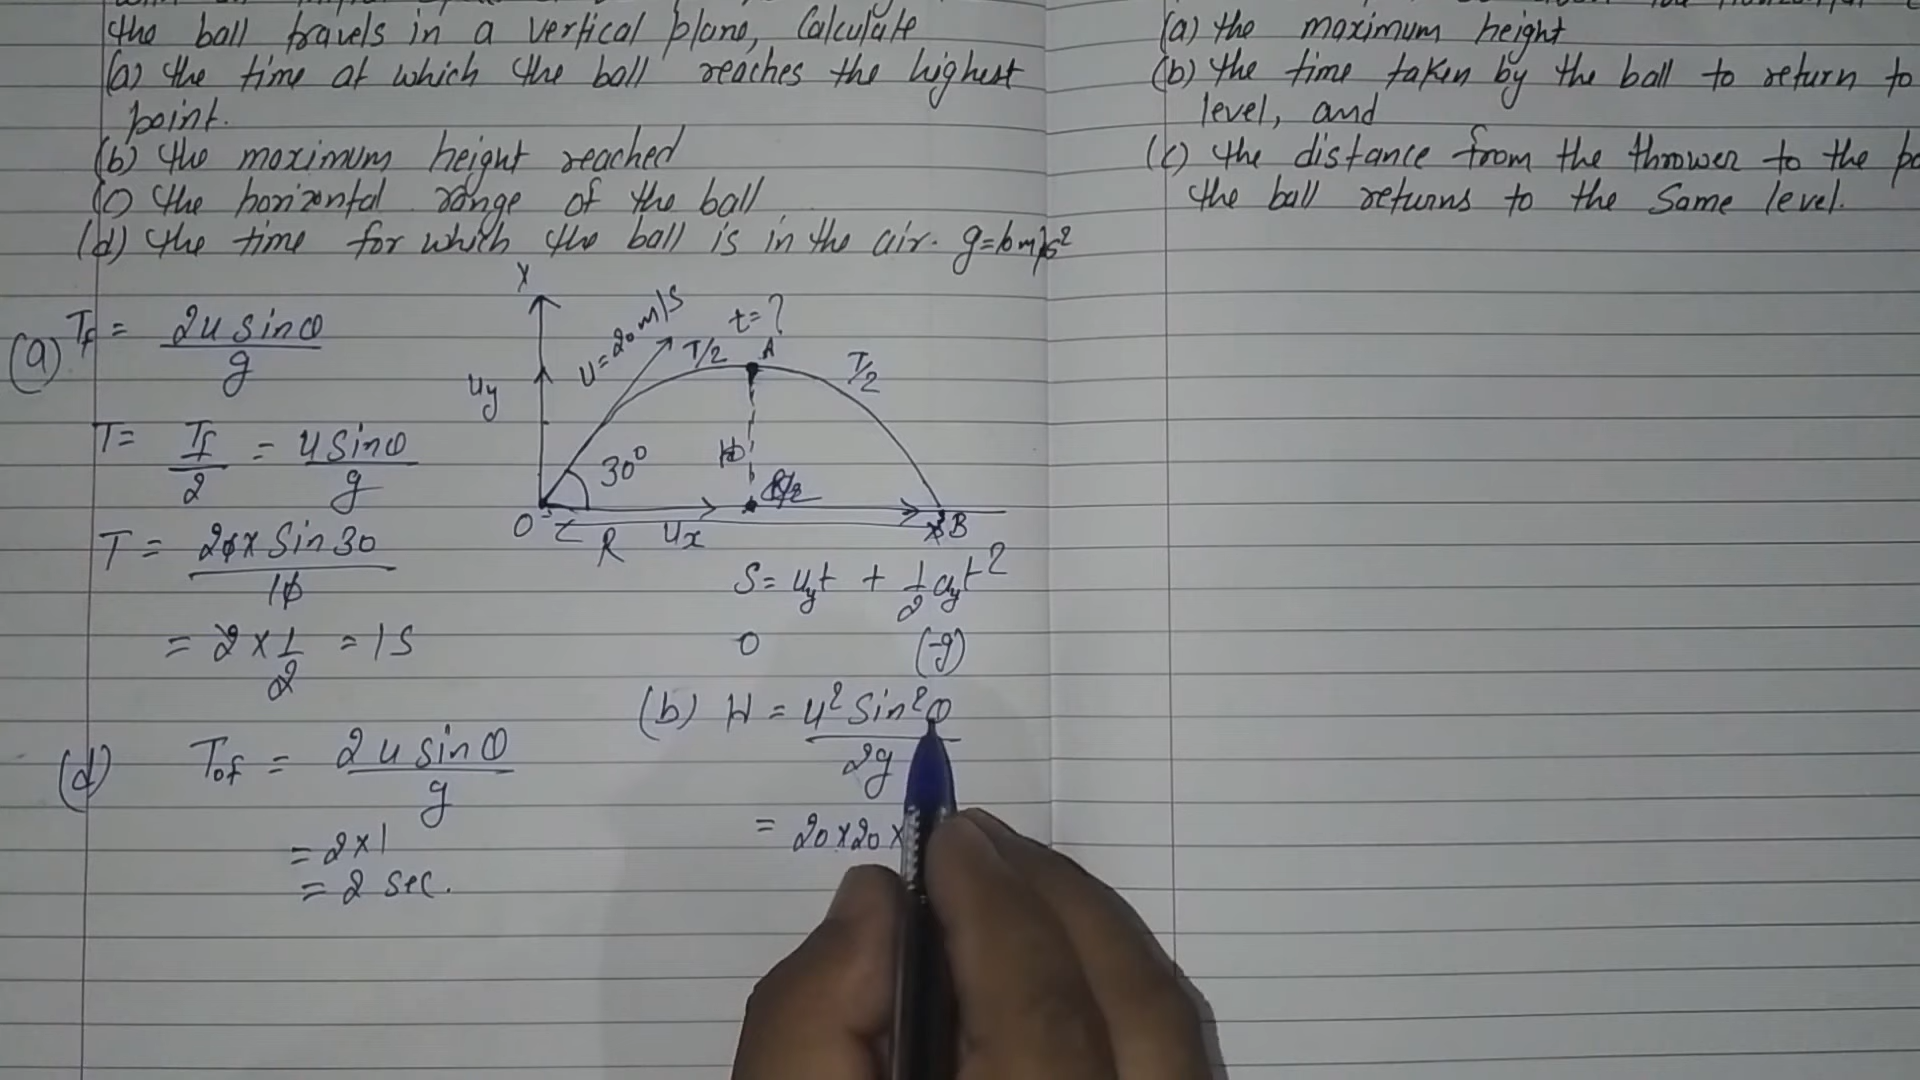 the ball travels in a vertical plane, Calculate
(a) the time at which the ball reaches the highest
point.
(b) the maximum height reached
(c) the horizontal range of the ball
(d) the time for which the ball is in the air. g=10m/s²
(a) Tf = 2u sinθ / g
T = Tf/2 = u sinθ / g
T = 20 x Sin 30 / 10
= 2 x 1/2 = 1S
(d) Tof = 2 u sinθ / g
= 2x1
= 2 sec.
Y
u = 20 m/s
t = ?
T/2
A
T/2
uy
30°
H
R/2
O
R
ux
B
S = uyt + 1/2 ayt²
0 (-g)
(b) H = u² Sin²θ / 2g
= 20x20x
(a) the maximum height
(b) the time taken by the ball to return to
level, and
(c) the distance from the thrower to the
the ball returns to the Same level.